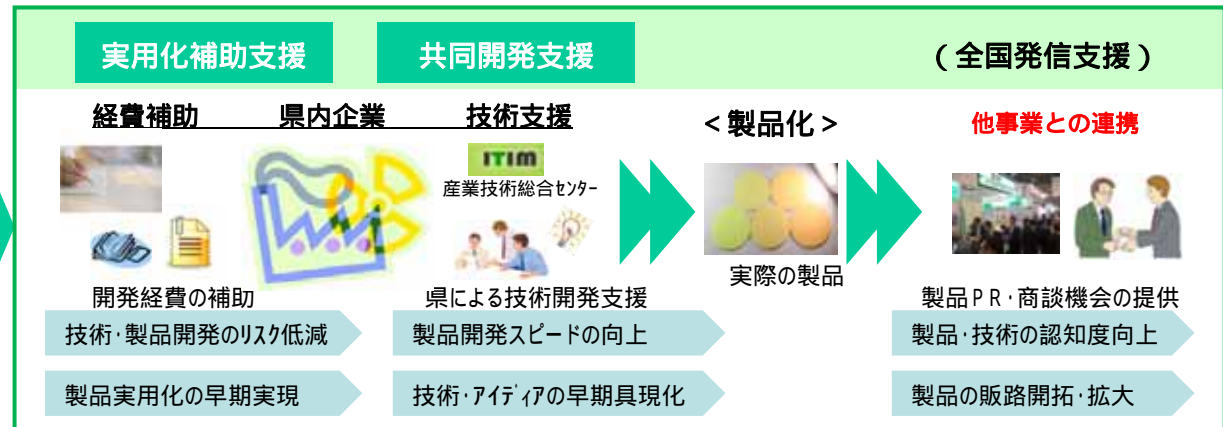 実用化補助支援
共同開発支援
（全国発信支援）
経費補助
県内企業
技術支援
＜製品化＞
他事業との連携
ITIM
産業技術総合ｾﾝﾀｰ
実際の製品
開発経費の補助
県による技術開発支援
製品ＰＲ･商談機会の提供
技術･製品開発のﾘｽｸ低減
製品開発スピードの向上
製品･技術の認知度向上
製品実用化の早期実現
技術･ｱｲﾃﾞｨｱの早期具現化
製品の販路開拓･拡大